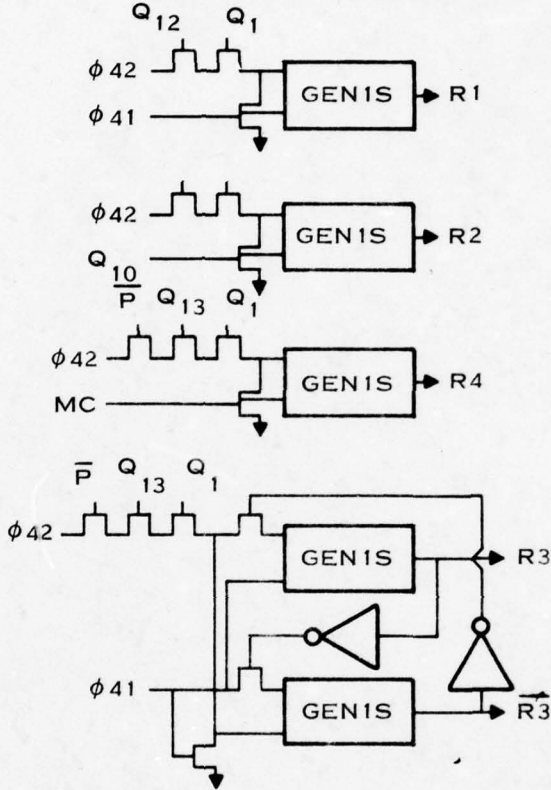 Q12 Q1
φ42
φ41
GEN1S
R1
φ42
Q10
GEN1S
R2
P̅ Q13 Q1
φ42
MC
GEN1S
R4
P̅ Q13 Q1
φ42
GEN1S
R3
φ41
GEN1S
R̅3̅